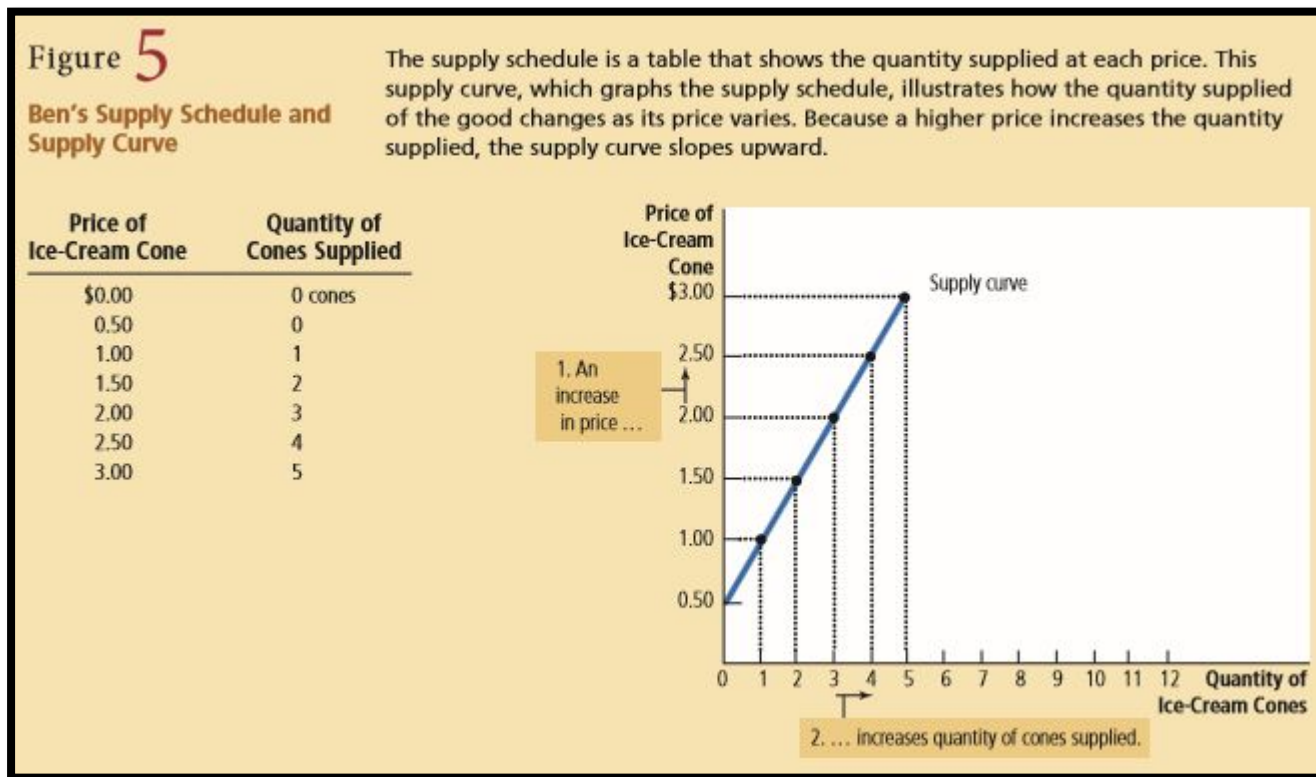 Figure 5
Ben's Supply Schedule and
Supply Curve
The supply schedule is a table that shows the quantity supplied at each price. This
supply curve, which graphs the supply schedule, illustrates how the quantity supplied
of the good changes as its price varies. Because a higher price increases the quantity
supplied, the supply curve slopes upward.
Price of Quantity of
Ice-Cream Cone Cones Supplied
$0.00 0 cones
0.50 0
1.00 1
1.50 2
2.00 3
2.50 4
3.00 5
Price of
Ice-Cream
Cone
$3.00
2.50
2.00
1.50
1.00
0.50
Supply curve
1. An
increase
in price ...
0 1 2 3 4 5 6 7 8 9 10 11 12 Quantity of
Ice-Cream Cones
2. ... increases quantity of cones supplied.